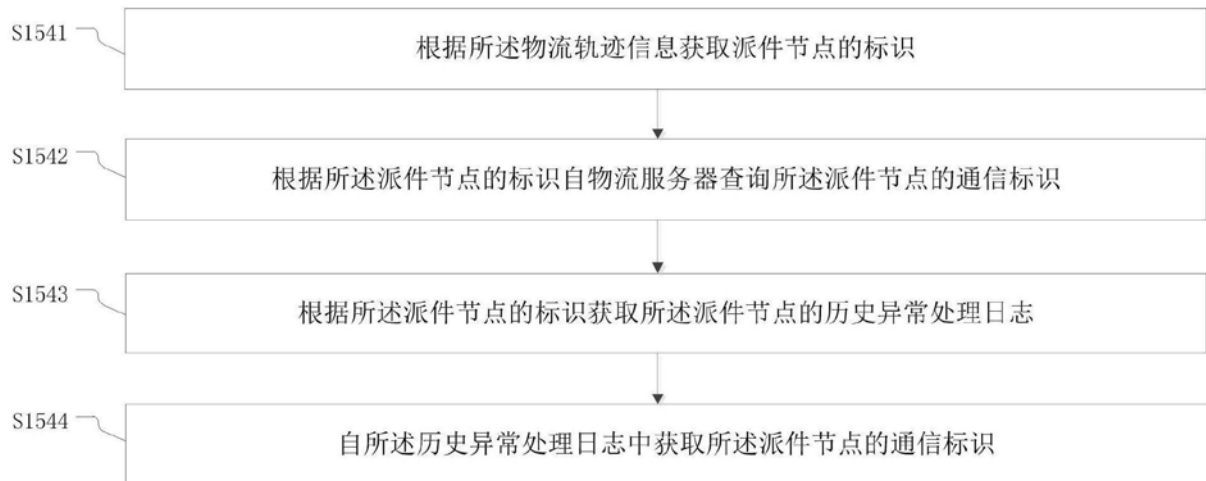 S1541
根据所述物流轨迹信息获取派件节点的标识
S1542
根据所述派件节点的标识自物流服务器查询所述派件节点的通信标识
S1543
根据所述派件节点的标识获取所述派件节点的历史异常处理日志
S1544
自所述历史异常处理日志中获取所述派件节点的通信标识